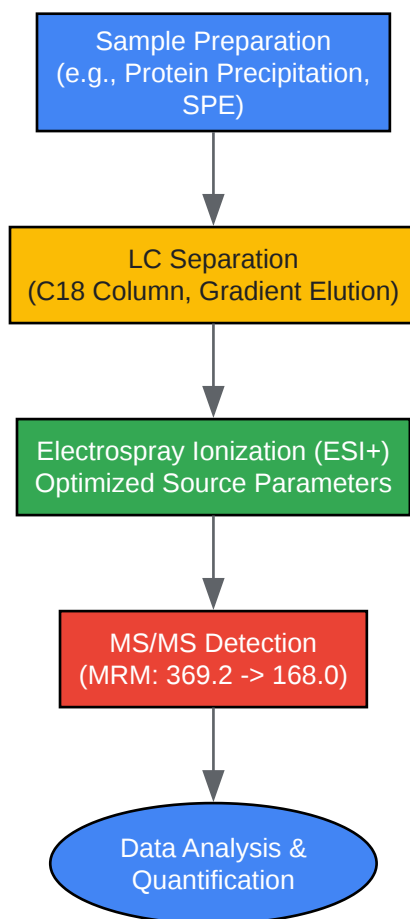 Sample Preparation
(e.g., Protein Precipitation,
SPE)
LC Separation
(C18 Column, Gradient Elution)
Electrospray Ionization (ESI+)
Optimized Source Parameters
MS/MS Detection
(MRM: 369.2 -> 168.0)
Data Analysis &
Quantification